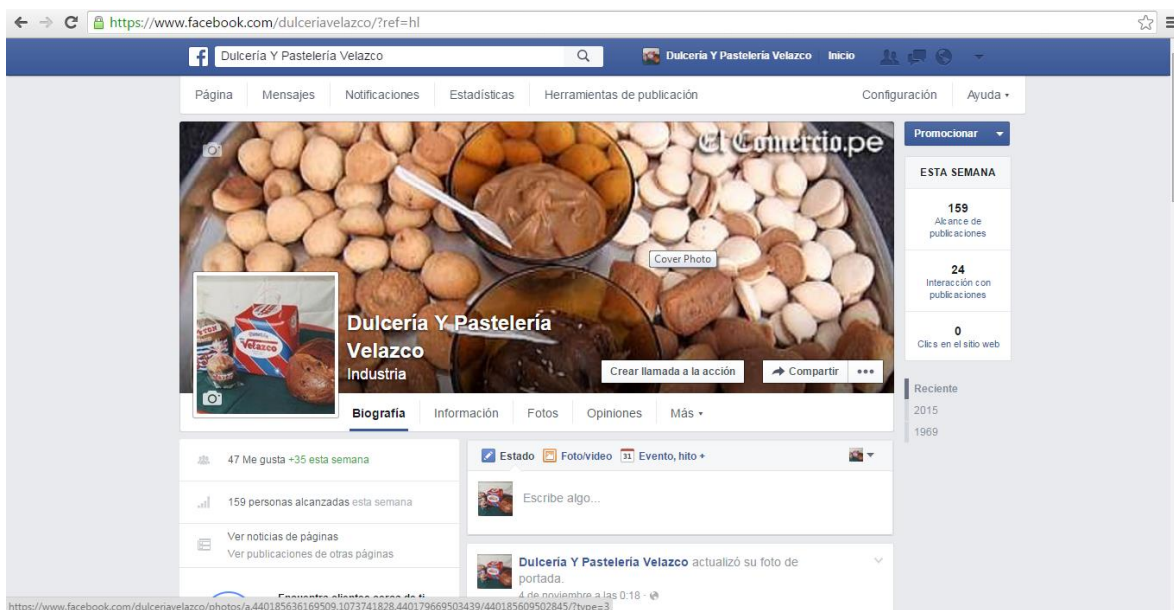 https://www.facebook.com/dulceriavelazco/?ref=hl
Dulcería Y Pastelería Velazco
Dulcería Y Pastelería Velazco Inicio
Página Mensajes Notificaciones Estadísticas Herramientas de publicación Configuración Ayuda
El Comercio.pe
Promocionar
ESTA SEMANA
159
Alcance de
publicaciones
24
Interacción con
publicaciones
0
Clics en el sitio web
Cover Photo
Velazco
Dulcería Y Pastelería
Velazco
Industria
Crear llamada a la acción Compartir
Reciente
2015
1969
Biografía Información Fotos Opiniones Más
47 Me gusta +35 esta semana
159 personas alcanzadas esta semana
Ver noticias de páginas
Ver publicaciones de otras páginas
Estado Foto/video 31 Evento, hito +
Escribe algo...
Dulcería Y Pastelería Velazco actualizó su foto de
portada.
4 de noviembre a las 0:18
https://www.facebook.com/dulceriavelazco/photos/a.440185636169509.1073741828.440179669503439/440185609502845/?type=3